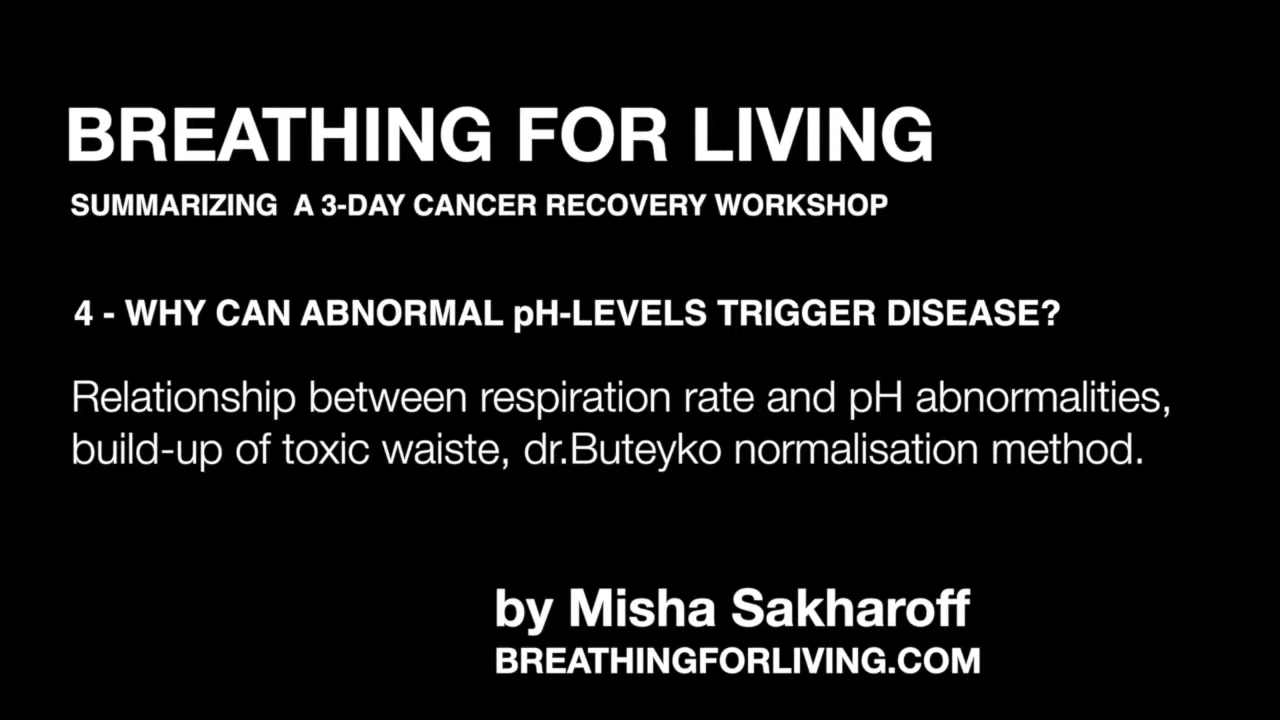 BREATHING FOR LIVING
SUMMARIZING A 3-DAY CANCER RECOVERY WORKSHOP
4 - WHY CAN ABNORMAL pH-LEVELS TRIGGER DISEASE?
Relationship between respiration rate and pH abnormalities,
build-up of toxic waiste, dr.Buteyko normalisation method.
by Misha Sakharoff
BREATHINGFORLIVING.COM